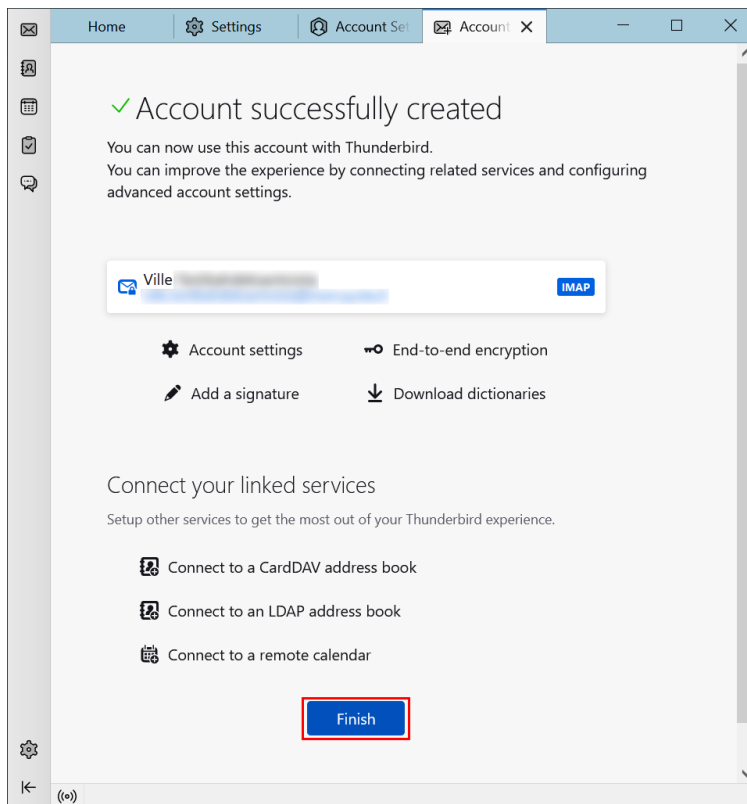 Home Settings Account Set Account
Account successfully created
You can now use this account with Thunderbird.
You can improve the experience by connecting related services and configuring
advanced account settings.
Ville
IMAP
Account settings End-to-end encryption
Add a signature Download dictionaries
Connect your linked services
Setup other services to get the most out of your Thunderbird experience.
Connect to a CardDAV address book
Connect to an LDAP address book
Connect to a remote calendar
Finish